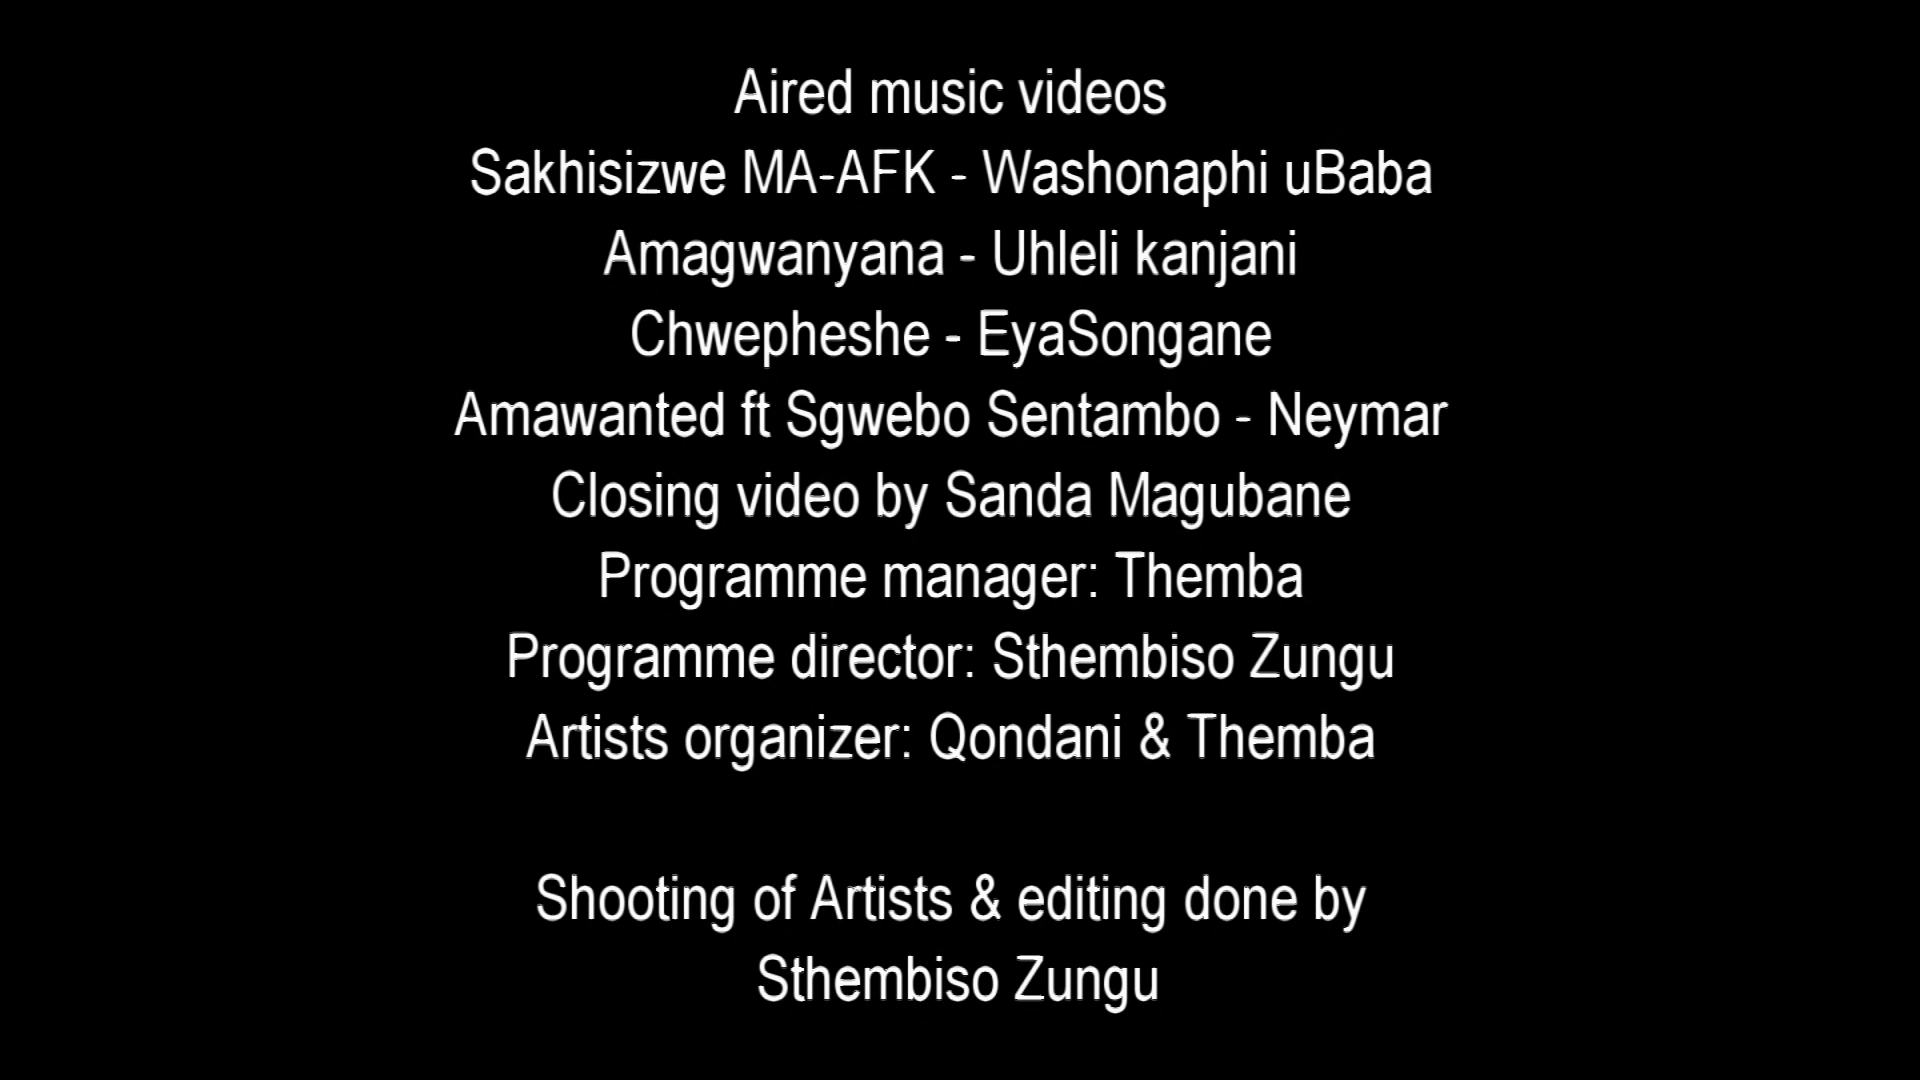 Aired music videos
Sakhisizwe MA-AFK - Washonaphi uBaba
Amagwanyana - Uhleli kanjani
Chwepheshe - EyaSongane
Amawanted ft Sgwebo Sentambo - Neymar
Closing video by Sanda Magubane
Programme manager: Themba
Programme director: Sthembiso Zungu
Artists organizer: Qondani & Themba
Shooting of Artists & editing done by
Sthembiso Zungu